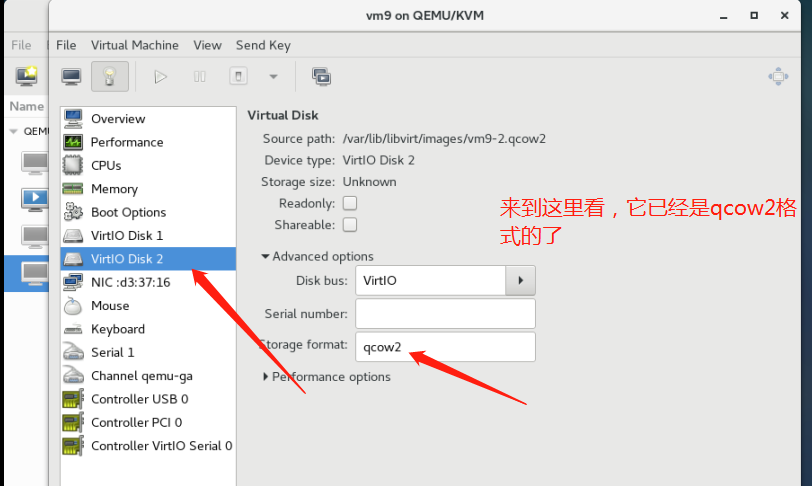 vm9 on QEMU/KVM
File
File Virtual Machine View Send Key
Name
QEMU
Overview
Performance
CPUs
Memory
Boot Options
VirtIO Disk 1
VirtIO Disk 2
NIC :d3:37:16
Mouse
Keyboard
Serial 1
Channel qemu-ga
Controller USB 0
Controller PCI 0
Controller VirtIO Serial 0
Virtual Disk
Source path: /var/lib/libvirt/images/vm9-2.qcow2
Device type: VirtIO Disk 2
Storage size: Unknown
Readonly:
Shareable:
Advanced options
Disk bus: VirtIO
Serial number:
Storage format: qcow2
Performance options
来到这里看，它已经是qcow2格
式的了